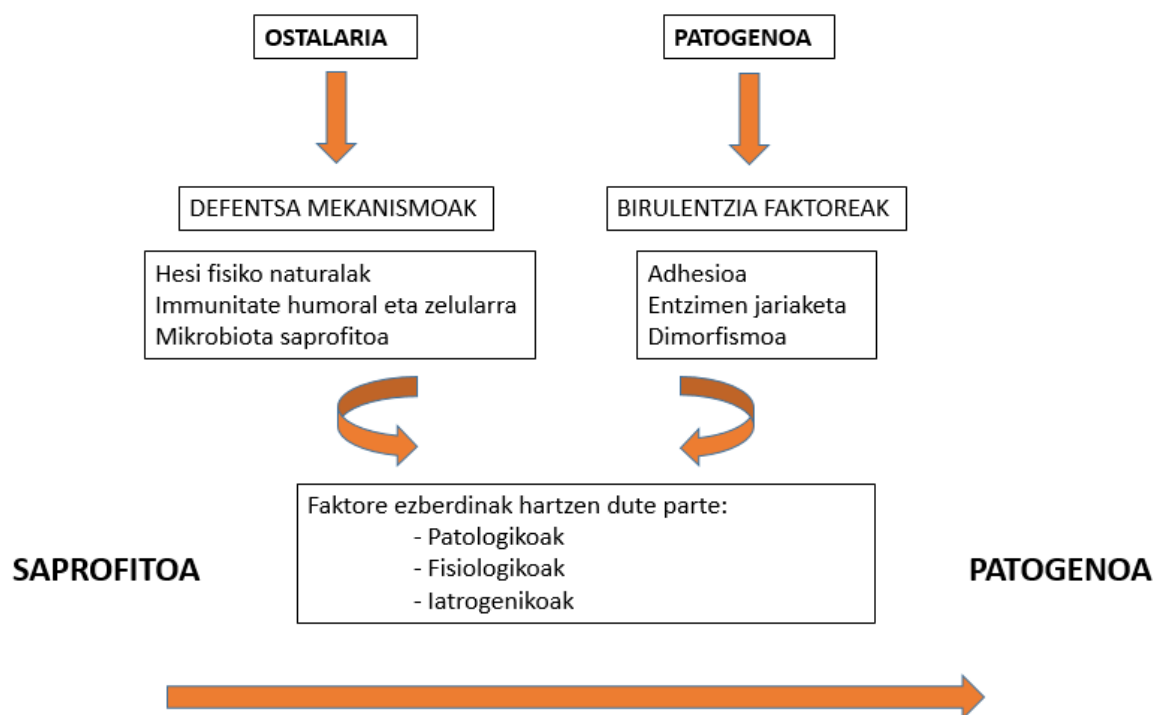 OSTALARIA
PATOGENOA
DEFENTSA MEKANISMOAK
BIRULENTZIA FAKTOREAK
Hesi fisiko naturalak
Immunitate humoral eta zelularra
Mikrobiota saprofitoa
Adhesioa
Entzimen jariaketa
Dimorfismoa
Faktore ezberdinak hartzen dute parte:
- Patologikoak
- Fisiologikoak
- Iatrogenikoak
SAPROFITOA
PATOGENOA